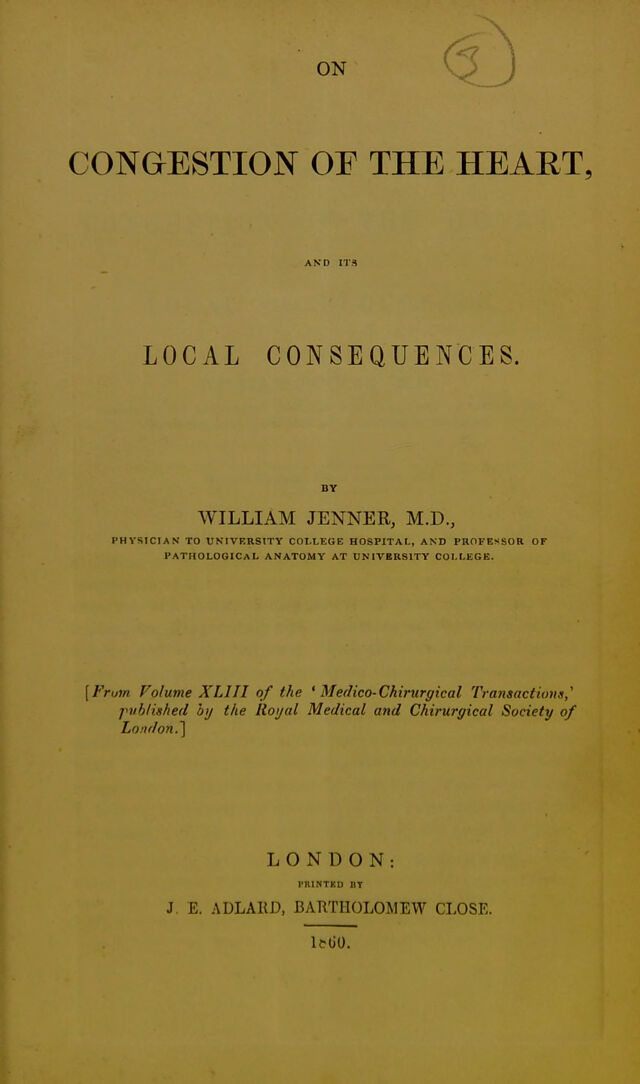 3
ON
CONGESTION OF THE HEART,
AND ITS
LOCAL CONSEQUENCES.
BY
WILLIAM JENNER, M.D.,
PHYSICIAN TO UNIVERSITY COLLEGE HOSPITAL, AND PROFESSOR OF
PATHOLOGICAL ANATOMY AT UNIVERSITY COLLEGE.
[From Volume XLIII of the ‘Medico-Chirurgical Transactions,’
published by the Royal Medical and Chirurgical Society of
London.]
LONDON:
PRINTED BY
J. E. ADLARD, BARTHOLOMEW CLOSE.
1860.